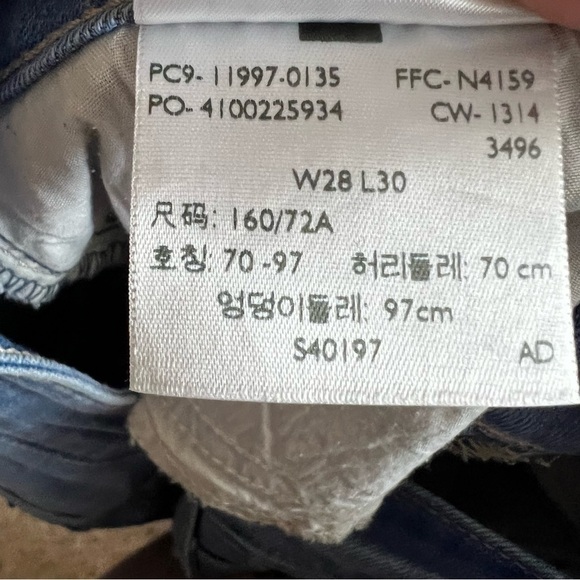 PC9- 11997-0135 FFC- N4159
PO- 4100225934 CW- 1314
3496
W28 L30
尺码: 160/72A
호칭: 70 -97 허리둘레: 70 cm
엉덩이둘레: 97cm
S40197 AD